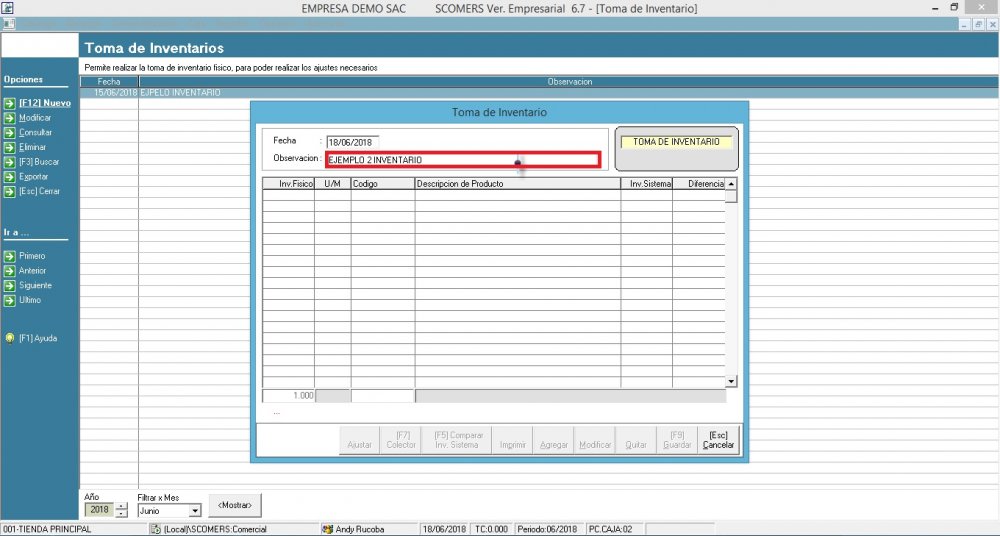 EMPRESA DEMO SAC SCOMERS Ver. Empresarial 6.7 - [Toma de Inventario]
Toma de Inventarios
Permite realizar la toma de inventario fisico, para poder realizar los ajustes necesarios
Opciones
[F12] Nuevo
Modificar
Consultar
Eliminar
[F3] Buscar
Exportar
[Esc] Cerrar
Ir a ...
Primero
Anterior
Siguiente
Ultimo
[F1] Ayuda
Fecha Observacion
15/06/2018 EJPELO INVENTARIO
Toma de Inventario
Fecha : 18/06/2018
Observacion : EJEMPLO 2 INVENTARIO
TOMA DE INVENTARIO
Inv.Fisico U/M Codigo Descripcion de Producto Inv.Sistema Diferencia
1.000
...
Ajustar
[F7] Colector
[F5] Comparar Inv. Sistema
Imprimir
Agregar
Modificar
Quitar
[F9] Guardar
[Esc] Cancelar
Año Filtrar x Mes
2018 Junio <Mostrar>
001-TIENDA PRINCIPAL (Local)\SCOMERS:Comercial Andy Rucoba 18/06/2018 TC:0.000 Periodo:06/2018 PC.CAJA:02